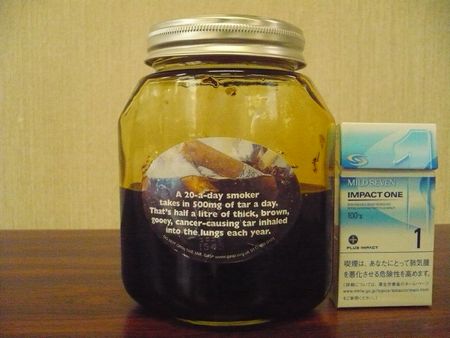 A 20-a-day smoker
takes in 500mg of tar a day.
That's half a litre of thick, brown,
gooey, cancer-causing tar inhaled
into the lungs each year.
1
MILD SEVEN
IMPACT ONE
100's
PLUS IMPACT
1
喫煙は、あなたにとって肺気腫
を悪化させる危険性を高めます。